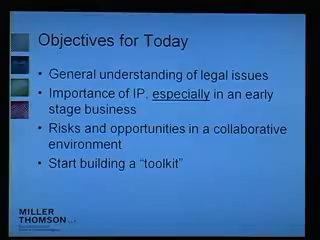 Objectives for Today
• General understanding of legal issues
• Importance of IP, especially in an early
stage business
• Risks and opportunities in a collaborative
environment
• Start building a "toolkit"
MILLER
THOMSON LLP